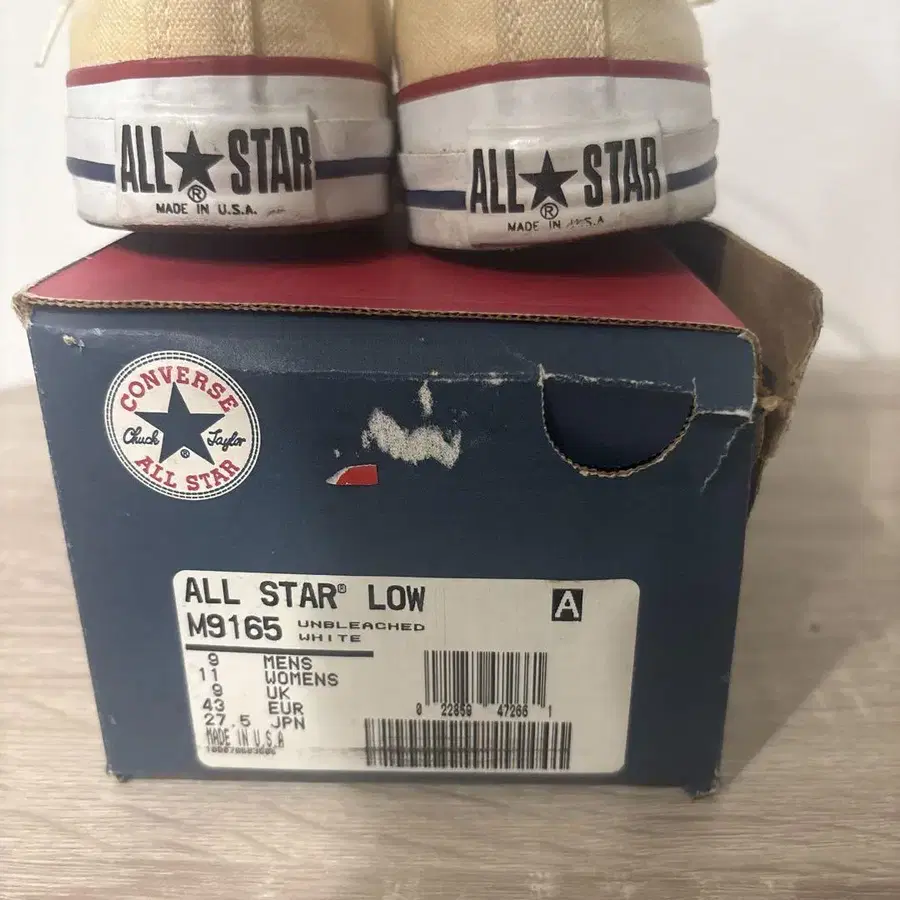 ALL★STAR®
MADE IN U.S.A.
ALL★STAR®
MADE IN U.S.A
CONVERSE
Chuck Taylor
®
ALL STAR
ALL STAR® LOW
A
M9165 UNBLEACHED
WHITE
9 MENS
11 WOMENS
9 UK
43 EUR
27.5 JPN
MADE IN U.S.A
0 22859 47266 1